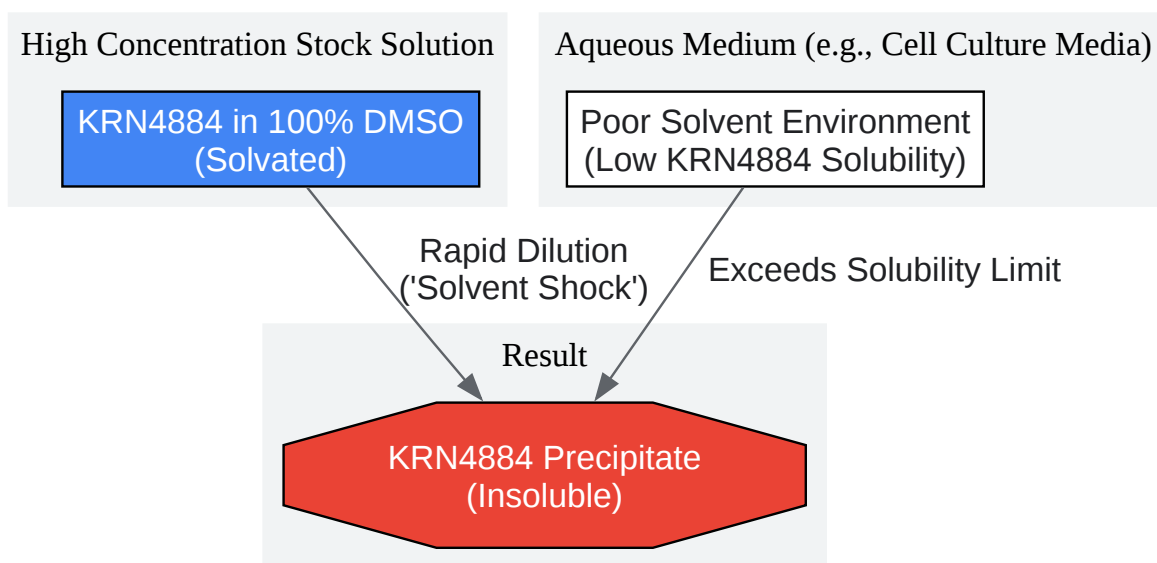 High Concentration Stock Solution
KRN4884 in 100% DMSO
(Solvated)
Aqueous Medium (e.g., Cell Culture Media)
Poor Solvent Environment
(Low KRN4884 Solubility)
Rapid Dilution
('Solvent Shock')
Exceeds Solubility Limit
Result
KRN4884 Precipitate
(Insoluble)